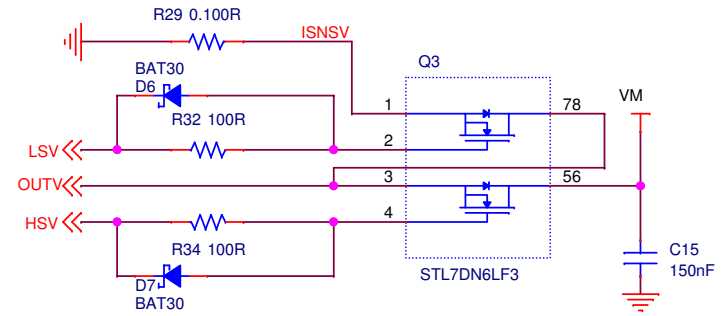 R29 0.100R
ISNSV
Q3
BAT30
D6
R32 100R
1
78
VM
2
LSV
OUTV
3
56
HSV
4
R34 100R
C15
150nF
D7
BAT30
STL7DN6LF3